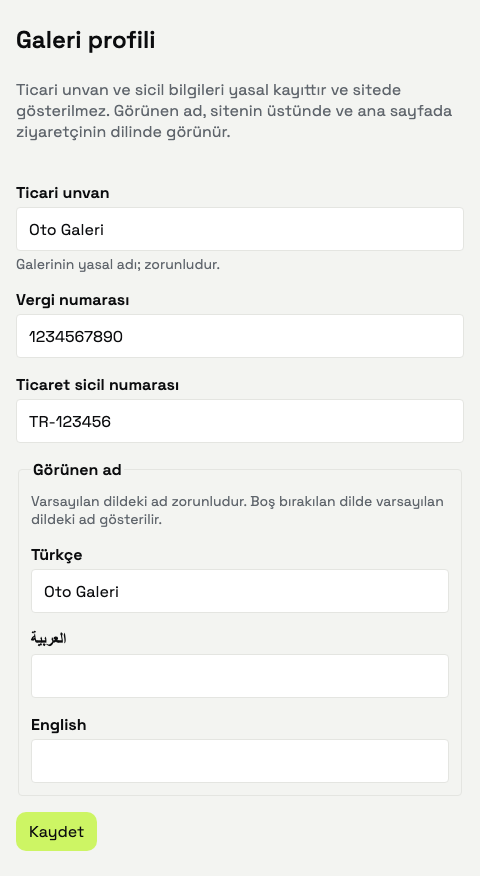 Galeri profili
Ticari unvan ve sicil bilgileri yasal kayıttır ve sitede
gösterilmez. Görünen ad, sitenin üstünde ve ana sayfada
ziyaretçinin dilinde görünür.
Ticari unvan
Oto Galeri
Galerinin yasal adı; zorunludur.
Vergi numarası
1234567890
Ticaret sicil numarası
TR-123456
Görünen ad
Varsayılan dildeki ad zorunludur. Boş bırakılan dilde varsayılan
dildeki ad gösterilir.
Türkçe
Oto Galeri
العربية
English
Kaydet